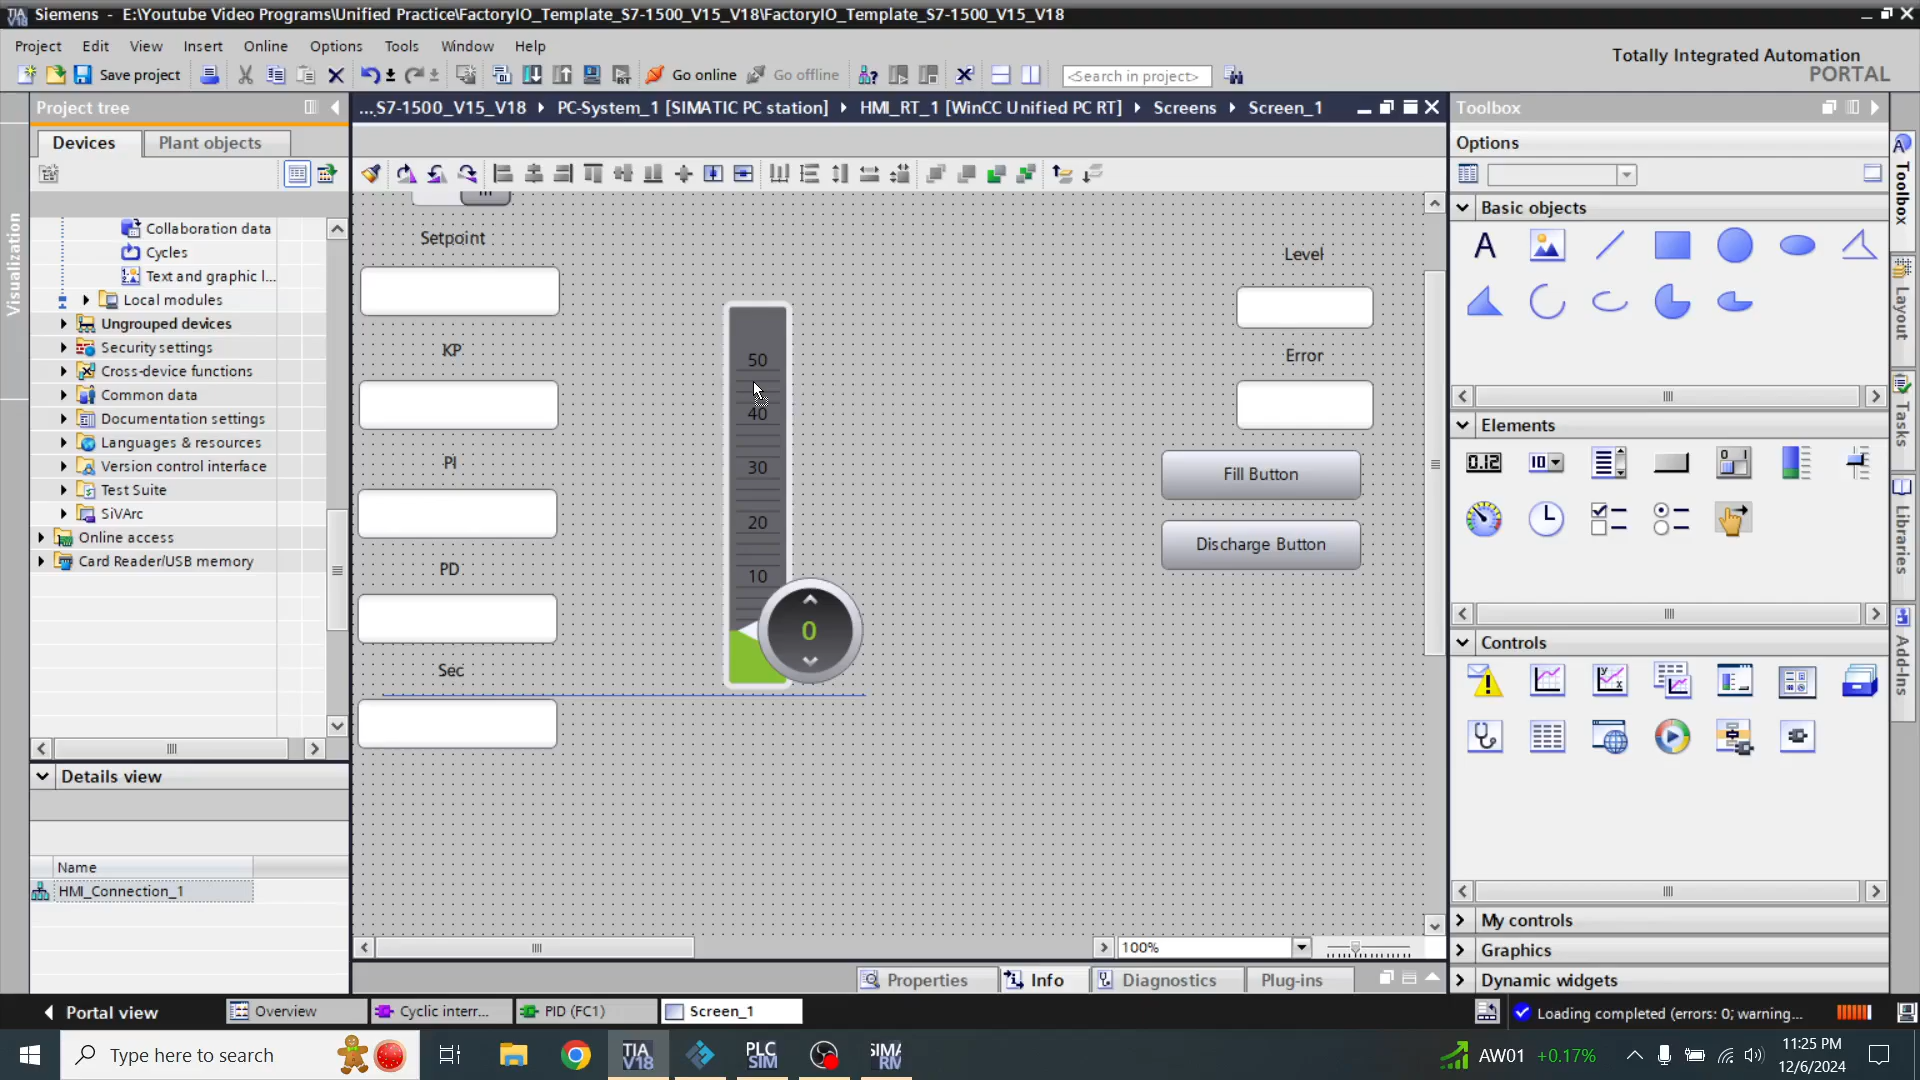 Siemens - E:\Youtube Video Programs\Unified Practice\FactoryIO_Template_S7-1500_V15_V18\FactoryIO_Template_S7-1500_V15_V18
Project Edit View Insert Online Options Tools Window Help
Totally Integrated Automation
PORTAL
Save project
Go online
Go offline
<Search in project>
Project tree
...S7-1500_V15_V18 PC-System_1 [SIMATIC PC station] HMI_RT_1 [WinCC Unified PC RT] Screens Screen_1
Toolbox
Devices
Plant objects
Options
Visualization
Collaboration data
Cycles
Text and graphic l...
Local modules
Ungrouped devices
Security settings
Cross-device functions
Common data
Documentation settings
Languages & resources
Version control interface
Test Suite
SiVArc
Online access
Card Reader/USB memory
Details view
Name
HMI_Connection_1
Setpoint
KP
PI
PD
Sec
50
40
30
20
10
0
Level
Error
Fill Button
Discharge Button
100%
Properties
Info
Diagnostics
Plug-ins
Basic objects
A
Elements
0.12
10
Controls
My controls
Graphics
Dynamic widgets
Toolbox
Layout
Tasks
Libraries
Add-Ins
Portal view
Overview
Cyclic interr...
PID (FC1)
Screen_1
Loading completed (errors: 0; warning...
Type here to search
TIA
V18
PLC
SIM
AW01 +0.17%
11:25 PM
12/6/2024